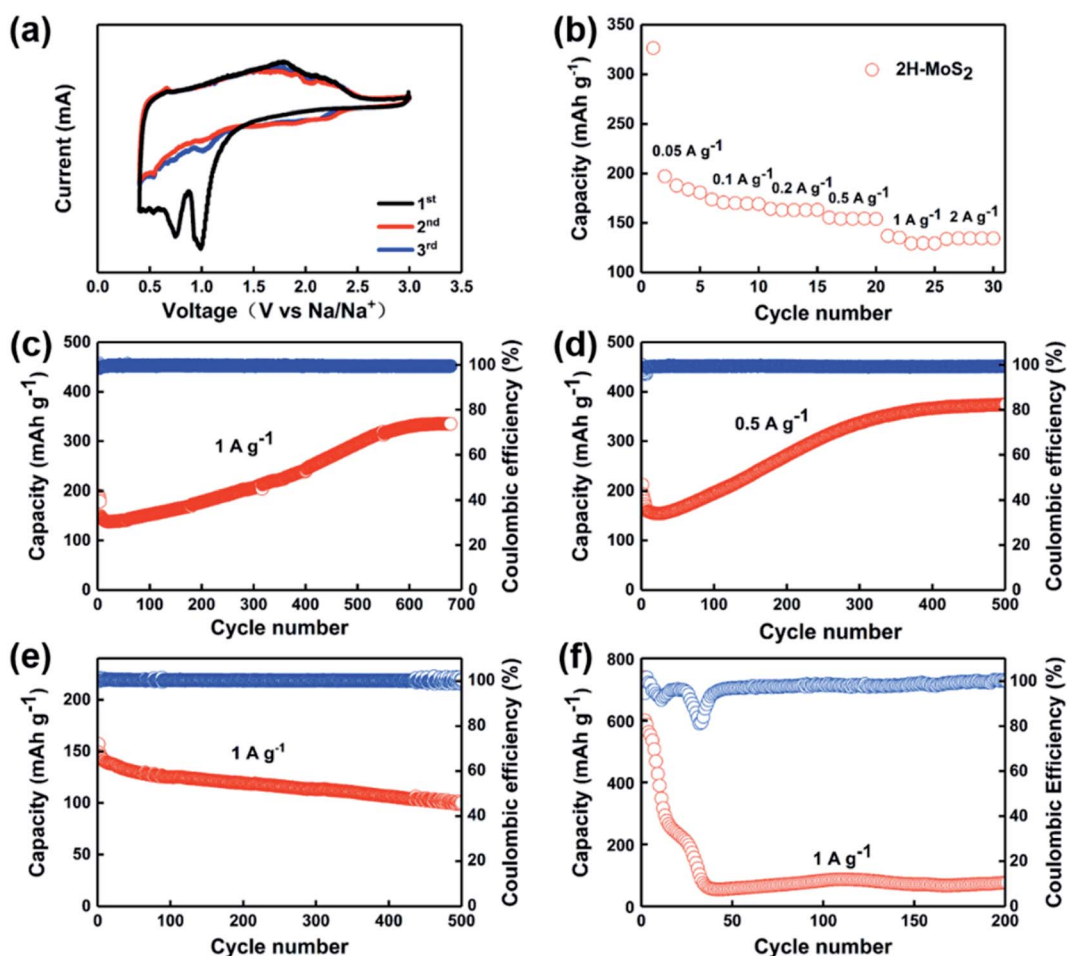 (a)
Current (mA)
1st
2nd
3rd
0.0 0.5 1.0 1.5 2.0 2.5 3.0 3.5
Voltage（V vs Na/Na+）
(b)
Capacity (mAh g-1)
350
300
250
200
150
100
2H-MoS2
0.05 A g-1
0.1 A g-1
0.2 A g-1
0.5 A g-1
1 A g-1
2 A g-1
0 5 10 15 20 25 30
Cycle number
(c)
Capacity (mAh g-1)
500
400
300
200
100
0
1 A g-1
100
80
60
40
20
0
Coulombic efficiency (%)
0 100 200 300 400 500 600 700
Cycle number
(d)
Capacity (mAh g-1)
500
400
300
200
100
0
0.5 A g-1
100
80
60
40
20
0
Coulombic efficiency (%)
0 100 200 300 400 500
Cycle number
(e)
Capacity (mAh g-1)
200
150
100
50
0
1 A g-1
100
80
60
40
20
0
Coulombic efficiency (%)
0 100 200 300 400 500
Cycle number
(f)
Capacity (mAh g-1)
800
600
400
200
0
1 A g-1
100
80
60
40
20
0
Coulombic Efficiency (%)
0 50 100 150 200
Cycle number